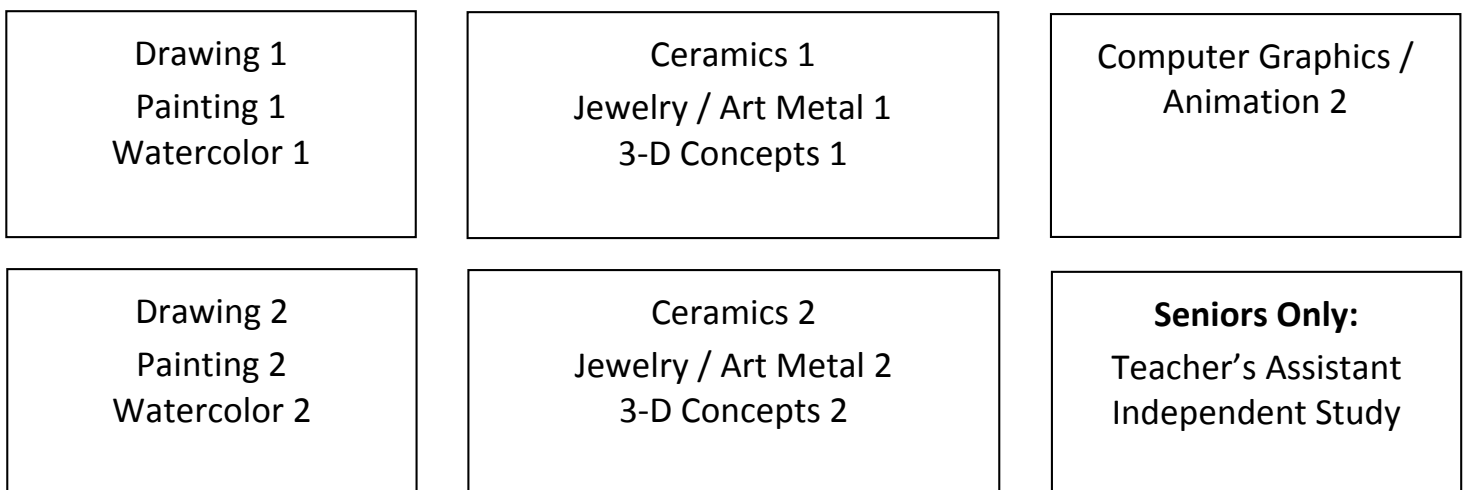 Drawing 1
Painting 1
Watercolor 1
Ceramics 1
Jewelry / Art Metal 1
3-D Concepts 1
Computer Graphics /
Animation 2
Drawing 2
Painting 2
Watercolor 2
Ceramics 2
Jewelry / Art Metal 2
3-D Concepts 2
Seniors Only:
Teacher’s Assistant
Independent Study